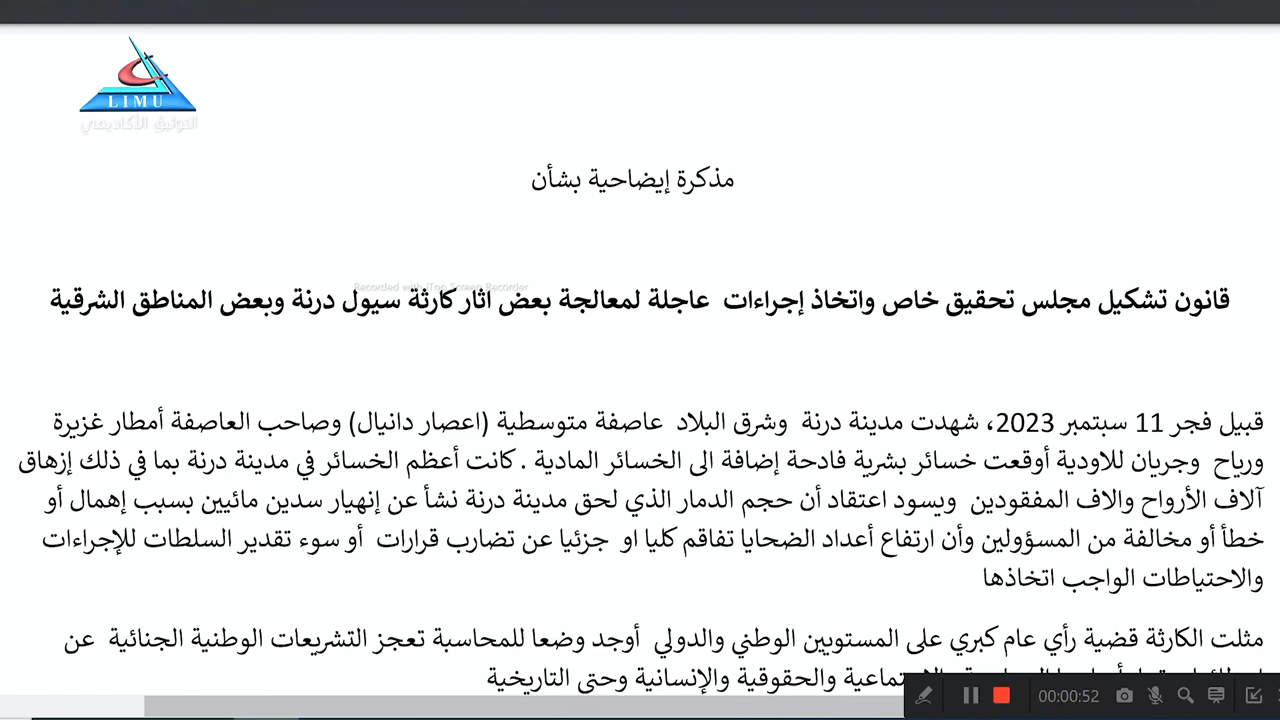 LIMU
التوثيق الأكاديمي
مذكرة إيضاحية بشأن
Recorded with iTop Screen Recorder
قانون تشكيل مجلس تحقيق خاص واتخاذ إجراءات عاجلة لمعالجة بعض اثار كارثة سيول درنة وبعض المناطق الشرقية
قبيل فجر 11 سبتمبر 2023، شهدت مدينة درنة وشرق البلاد عاصفة متوسطية (اعصار دانيال) وصاحب العاصفة أمطار غزيرة
ورياح وجريان للاودية أوقعت خسائر بشرية فادحة إضافة الى الخسائر المادية . كانت أعظم الخسائر في مدينة درنة بما في ذلك إزهاق
آلاف الأرواح والاف المفقودين ويسود اعتقاد أن حجم الدمار الذي لحق مدينة درنة نشأ عن إنهيار سدين مائيين بسبب إهمال أو
خطأ أو مخالفة من المسؤولين وأن ارتفاع أعداد الضحايا تفاقم كليا او جزئيا عن تضارب قرارات أو سوء تقدير السلطات للإجراءات
والاحتياطات الواجب اتخاذها
مثلت الكارثة قضية رأي عام كبري على المستويين الوطني والدولي أوجد وضعا للمحاسبة تعجز التشريعات الوطنية الجنائية عن
والحقوقية والإنسانية وحتى التاريخية
00:00:52